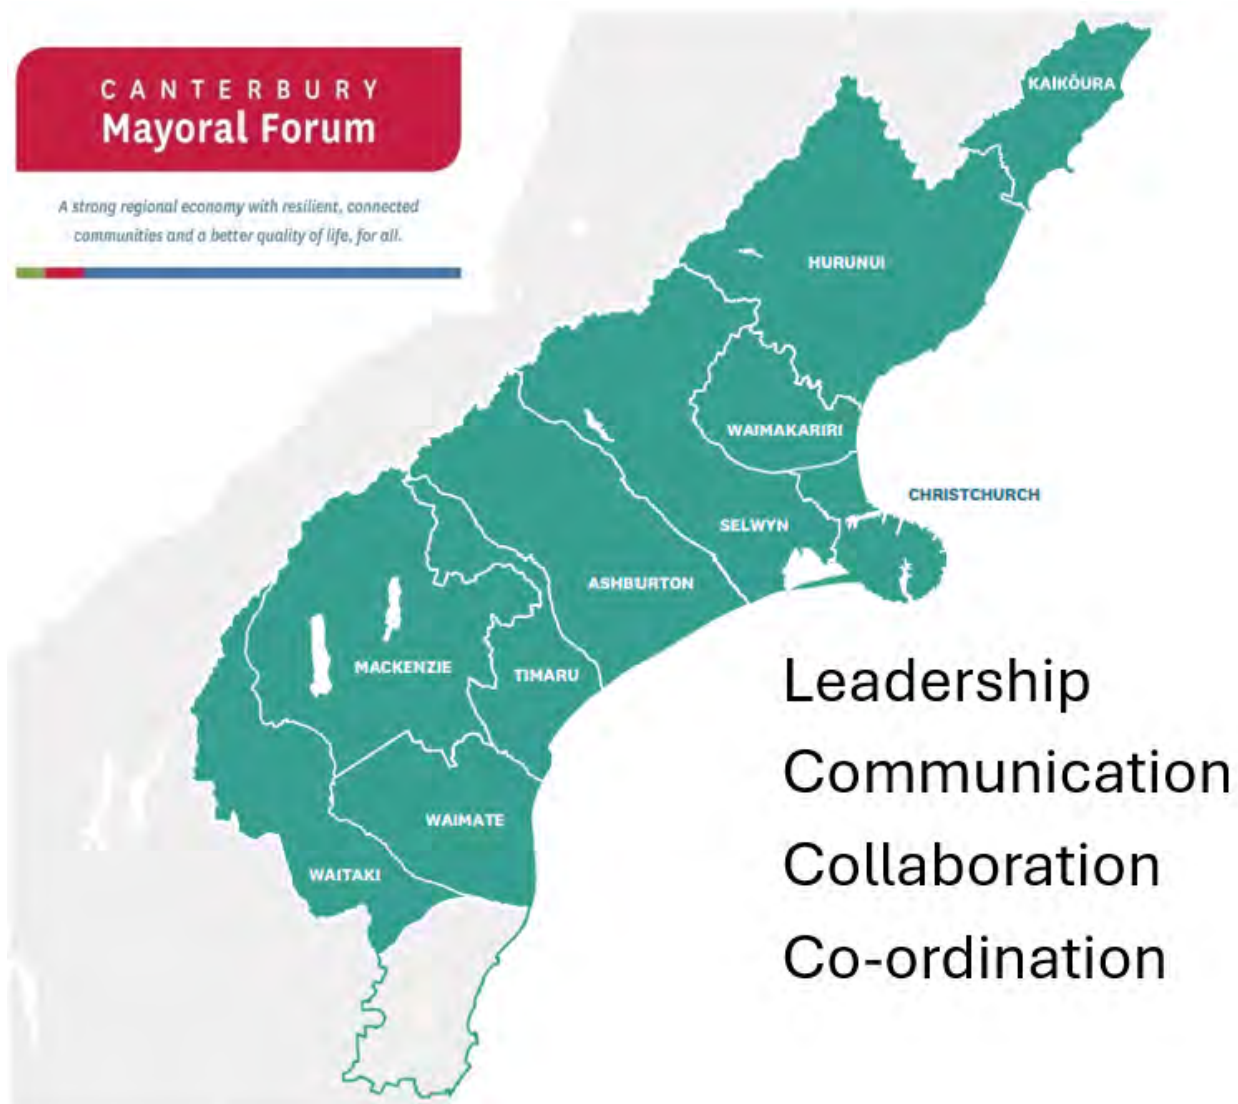 CANTERBURY
Mayoral Forum
A strong regional economy with resilient, connected
communities and a better quality of life, for all.
KAIKŌURA
HURUNUI
WAIMAKARIRI
CHRISTCHURCH
SELWYN
ASHBURTON
MACKENZIE
TIMARU
WAIMATE
WAITAKI
Leadership
Communication
Collaboration
Co-ordination